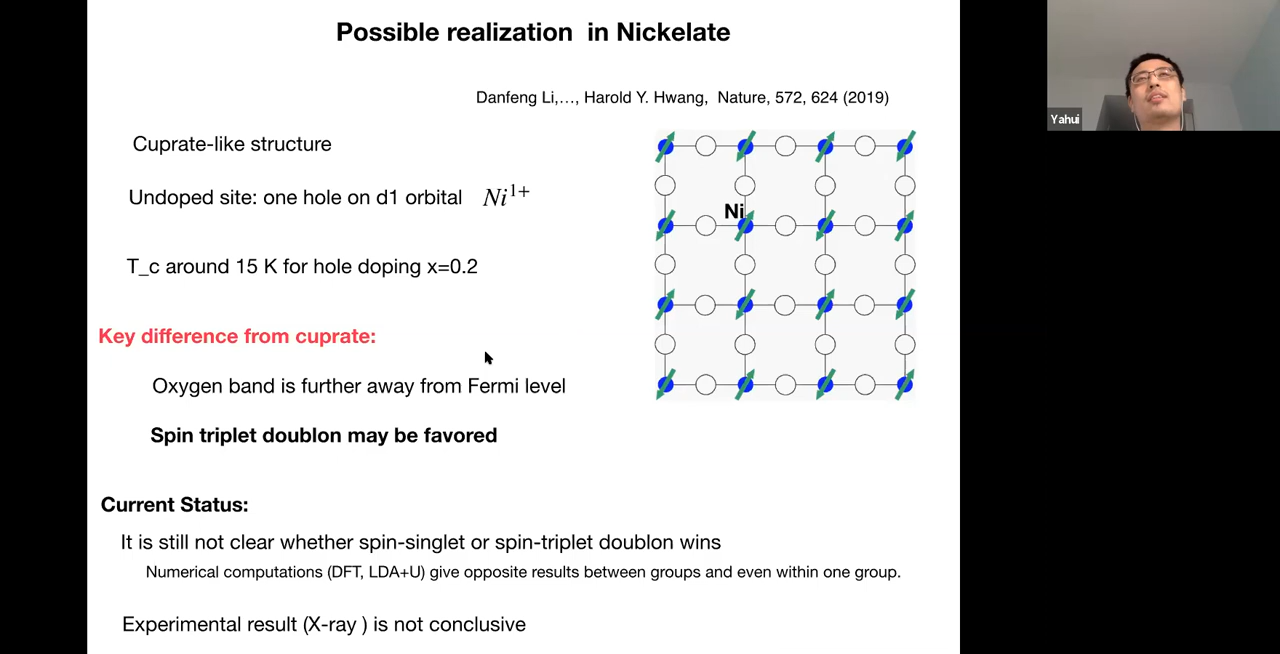 Possible realization in Nickelate
Danfeng Li,..., Harold Y. Hwang, Nature, 572, 624 (2019)
Yahui
Cuprate-like structure
Undoped site: one hole on d1 orbital Ni¹⁺
Ni
T_c around 15 K for hole doping x=0.2
Key difference from cuprate:
Oxygen band is further away from Fermi level
Spin triplet doublon may be favored
Current Status:
It is still not clear whether spin-singlet or spin-triplet doublon wins
Numerical computations (DFT, LDA+U) give opposite results between groups and even within one group.
Experimental result (X-ray ) is not conclusive